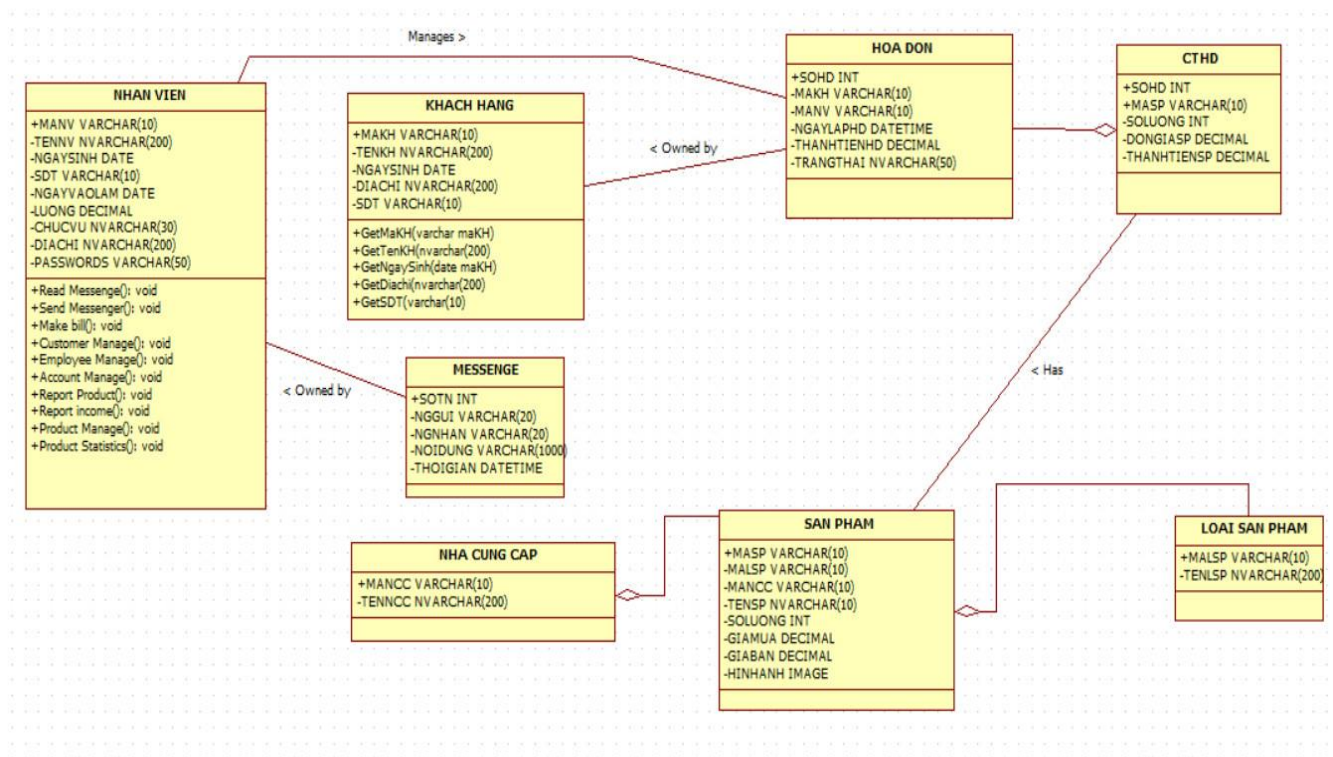 Manages >
NHAN VIEN
+MANV VARCHAR(10)
-TENNV NVARCHAR(200)
-NGAYSINH DATE
-SDT VARCHAR(10)
-NGAYVAOLAM DATE
-LUONG DECIMAL
-CHUCVU NVARCHAR(30)
-DIACHI NVARCHAR(200)
-PASSWORDS VARCHAR(50)
+Read Messenge(): void
+Send Messenger(): void
+Make bill(): void
+Customer Manage(): void
+Employee Manage(): void
+Account Manage(): void
+Report Product(): void
+Report income(): void
+Product Manage(): void
+Product Statistics(): void
KHACH HANG
+MAKH VARCHAR(10)
-TENKH NVARCHAR(200)
-NGAYSINH DATE
-DIACHI NVARCHAR(200)
-SDT VARCHAR(10)
+GetMaKH(varchar maKH)
+GetTenKH(nvarchar(200)
+GetNgaySinh(date maKH)
+GetDiachi(nvarchar(200)
+GetSDT(varchar(10)
< Owned by
HOA DON
+SOHD INT
-MAKH VARCHAR(10)
-MANV VARCHAR(10)
-NGAYLAPHD DATETIME
-THANHTIENHD DECIMAL
-TRANGTHAI NVARCHAR(50)
CTHD
+SOHD INT
+MASP VARCHAR(10)
-SOLUONG INT
-DONGIASP DECIMAL
-THANHTIENSP DECIMAL
< Owned by
MESSENGE
+SOTN INT
-NGGUI VARCHAR(20)
-NGNHAN VARCHAR(20)
-NOIDUNG VARCHAR(1000)
-THOIGIAN DATETIME
< Has
NHA CUNG CAP
+MANCC VARCHAR(10)
-TENNCC NVARCHAR(200)
SAN PHAM
+MASP VARCHAR(10)
-MALSP VARCHAR(10)
-MANCC VARCHAR(10)
-TENSP NVARCHAR(10)
-SOLUONG INT
-GIAMUA DECIMAL
-GIABAN DECIMAL
-HINHANH IMAGE
LOAI SAN PHAM
+MALSP VARCHAR(10)
-TENLSP NVARCHAR(200)